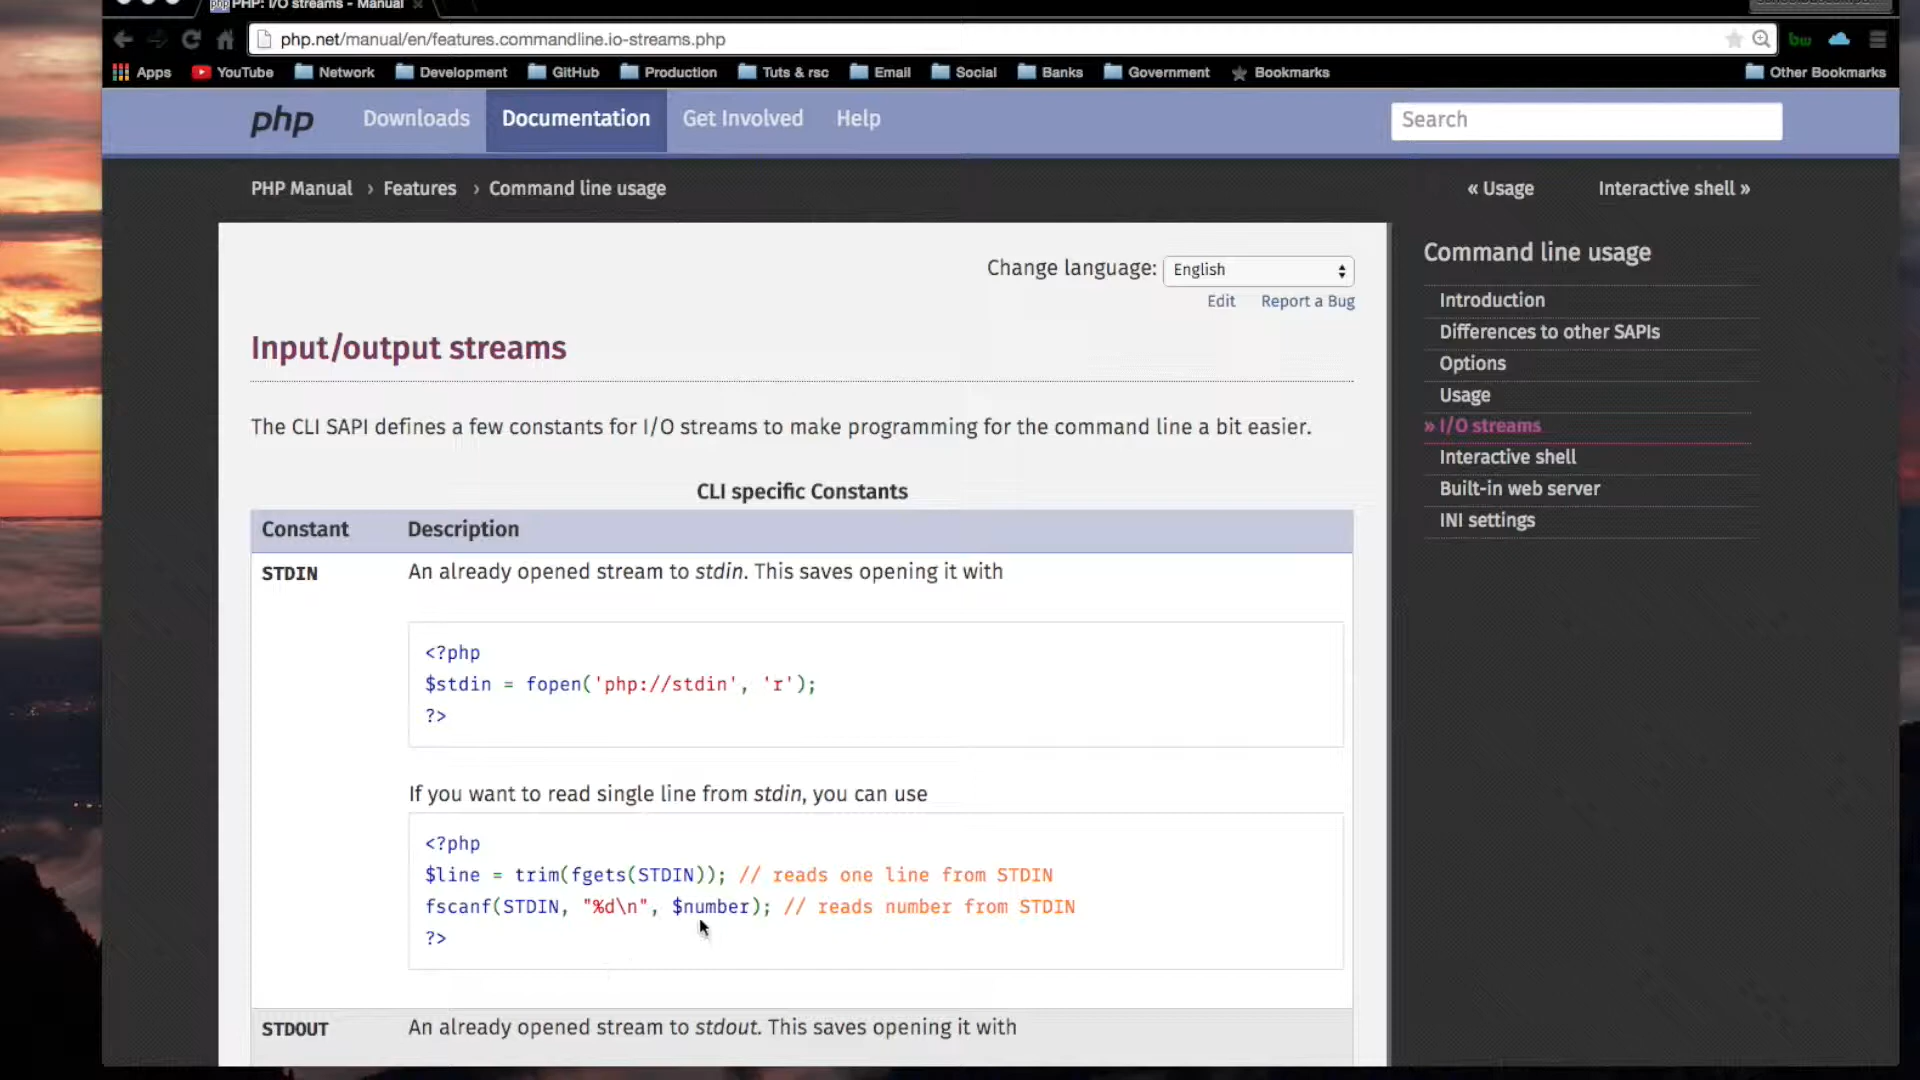 PHP: I/O streams - Manual
php.net/manual/en/features.commandline.io-streams.php
bw
Apps YouTube Network Development GitHub Production Tuts & rsc Email Social Banks Government Bookmarks Other Bookmarks
php Downloads Documentation Get Involved Help Search
PHP Manual › Features › Command line usage « Usage Interactive shell »
Change language: English
Edit Report a Bug
Input/output streams
The CLI SAPI defines a few constants for I/O streams to make programming for the command line a bit easier.
CLI specific Constants
Constant Description
STDIN An already opened stream to stdin. This saves opening it with
<?php
$stdin = fopen('php://stdin', 'r');
?>
If you want to read single line from stdin, you can use
<?php
$line = trim(fgets(STDIN)); // reads one line from STDIN
fscanf(STDIN, "%d\n", $number); // reads number from STDIN
?>
STDOUT An already opened stream to stdout. This saves opening it with
Command line usage
Introduction
Differences to other SAPIs
Options
Usage
» I/O streams
Interactive shell
Built-in web server
INI settings